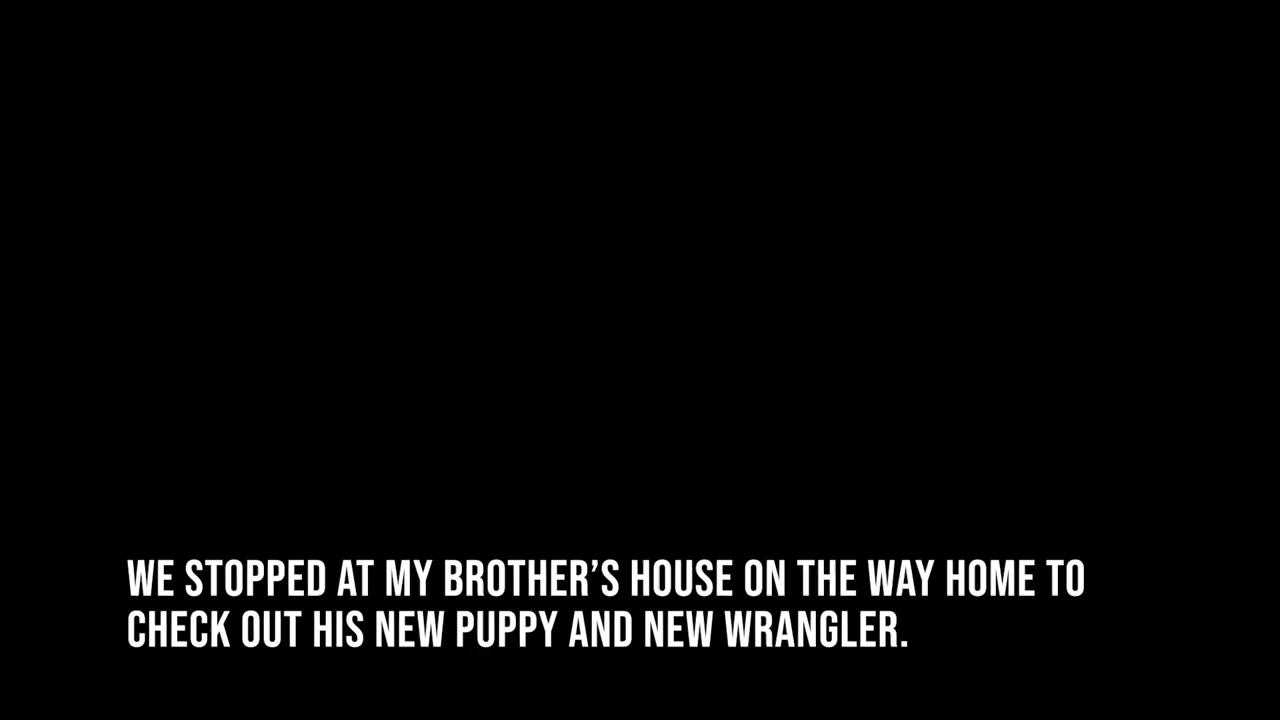 WE STOPPED AT MY BROTHER’S HOUSE ON THE WAY HOME TO
CHECK OUT HIS NEW PUPPY AND NEW WRANGLER.